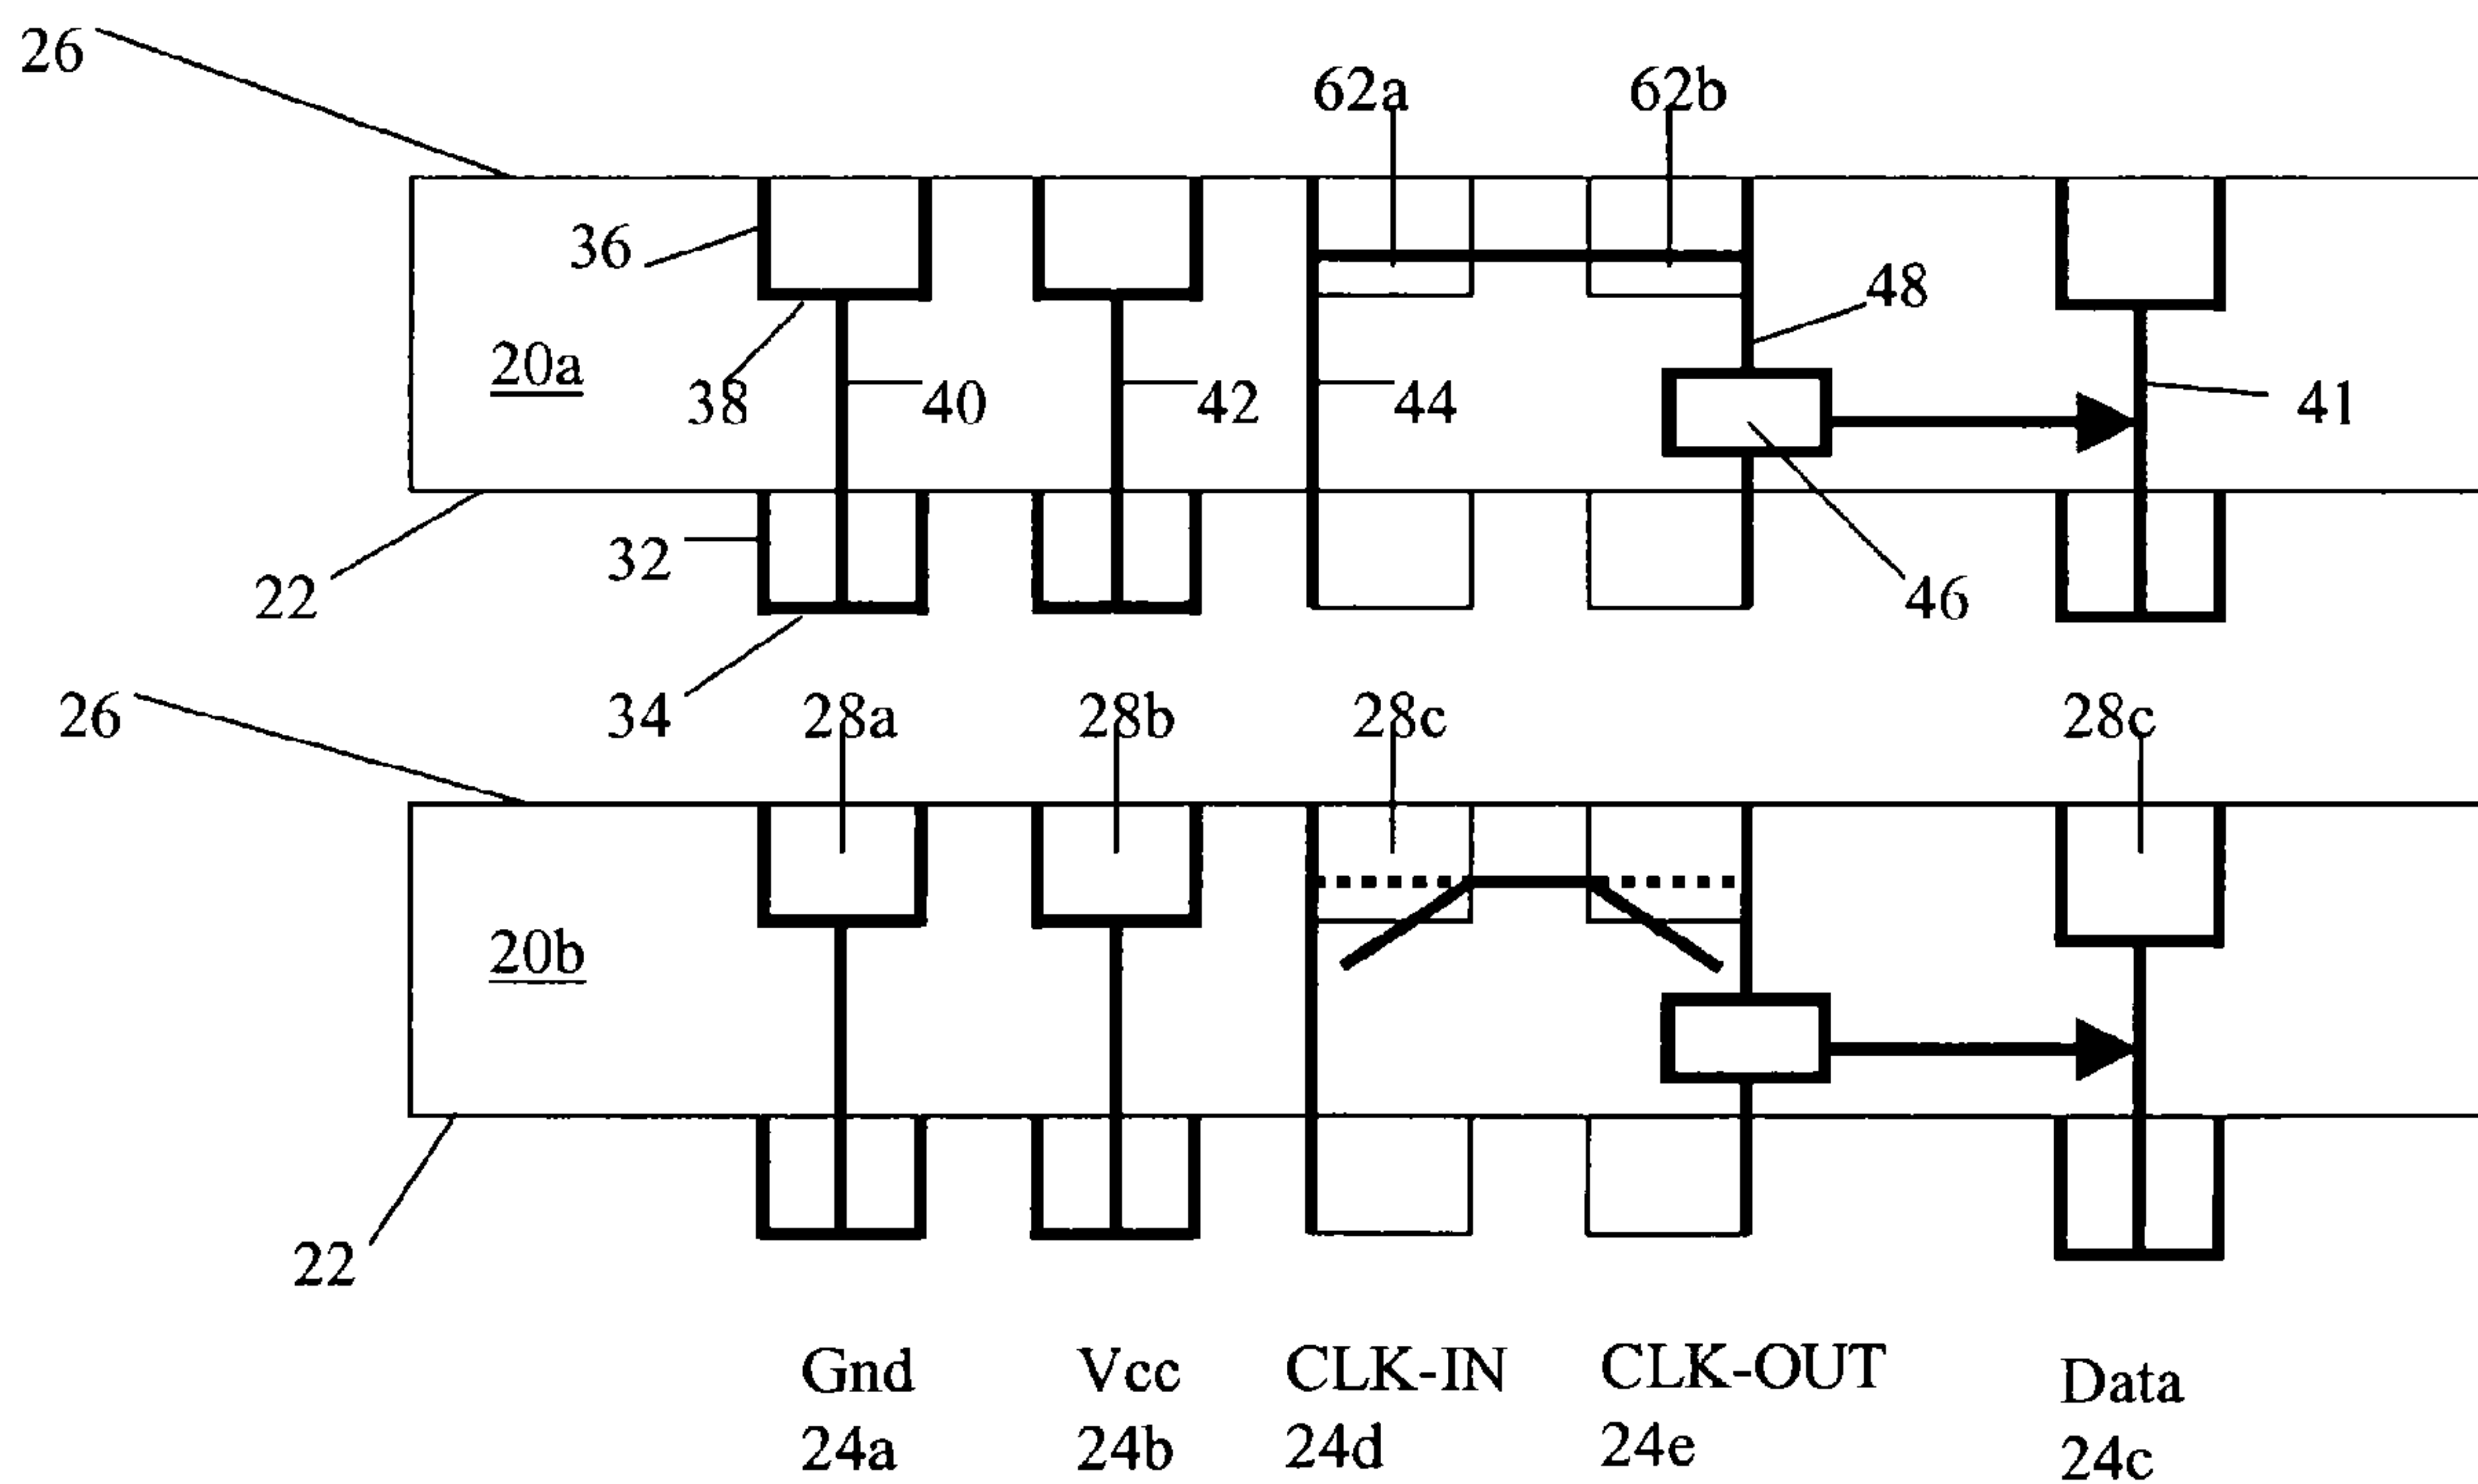 26
62a 62b
36
48
20a
38 40 42 44 41
32
22 46
26 34 28a 28b 28c 28c
20b
22
Gnd Vcc CLK-IN CLK-OUT Data
24a 24b 24d 24e 24c